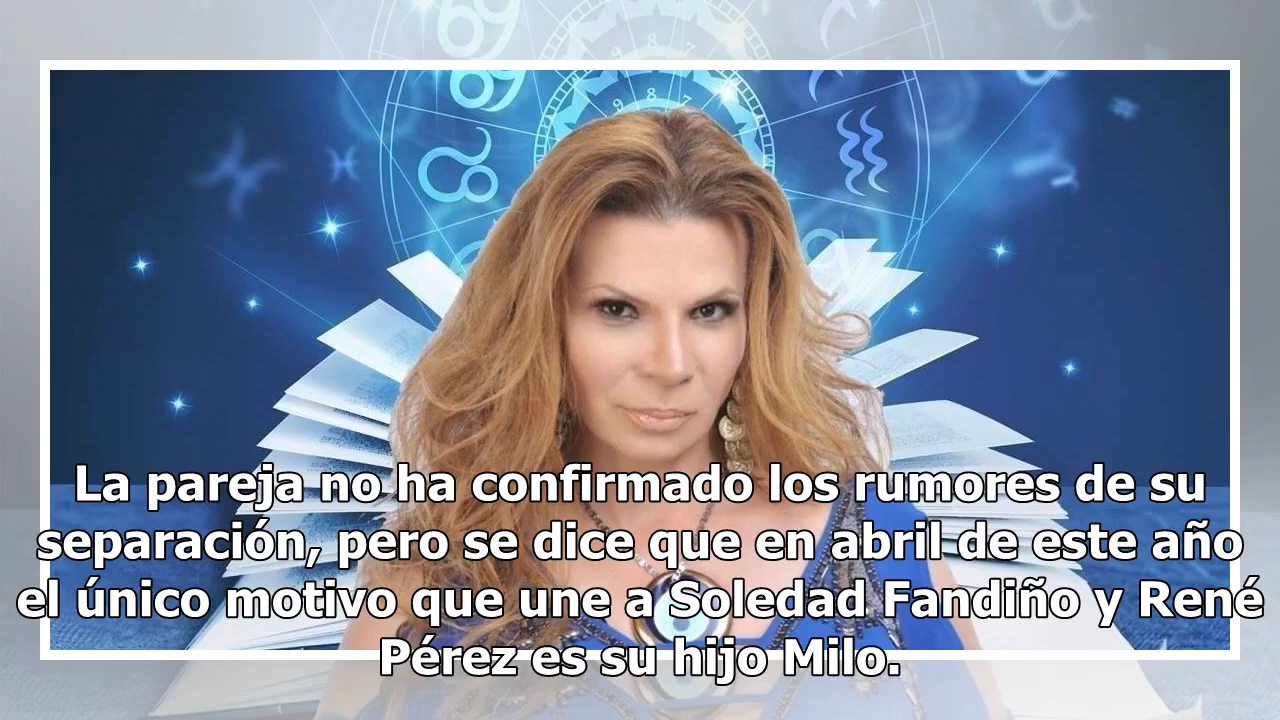 La pareja no ha confirmado los rumores de su
separación, pero se dice que en abril de este año
el único motivo que une a Soledad Fandiño y René
Pérez es su hijo Milo.